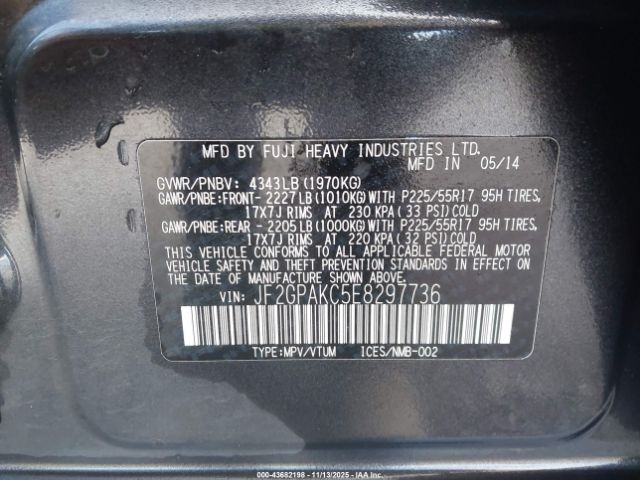 MFD BY FUJI HEAVY INDUSTRIES LTD.
MFD IN 05/14
GVWR/PNBV: 4343LB (1970KG)
GAWR/PNBE:FRONT- 2227LB (1010KG) WITH P225/55R17 95H TIRES,
17X7J RIMS AT 230 KPA (33 PSI) COLD
GAWR/PNBE:REAR - 2205LB (1000KG) WITH P225/55R17 95H TIRES,
17X7J RIMS AT 220 KPA (32 PSI) COLD
THIS VEHICLE CONFORMS TO ALL APPLICABLE FEDERAL MOTOR
VEHICLE SAFETY AND THEFT PREVENTION STANDARDS IN EFFECT ON
THE DATE OF MANUFACTURE SHOWN ABOVE.
VIN: JF2GPAKC5E8297736
TYPE:MPV/VTUM ICES/NMB-002
000-43682198 - 11/13/2025 - IAAI.COM